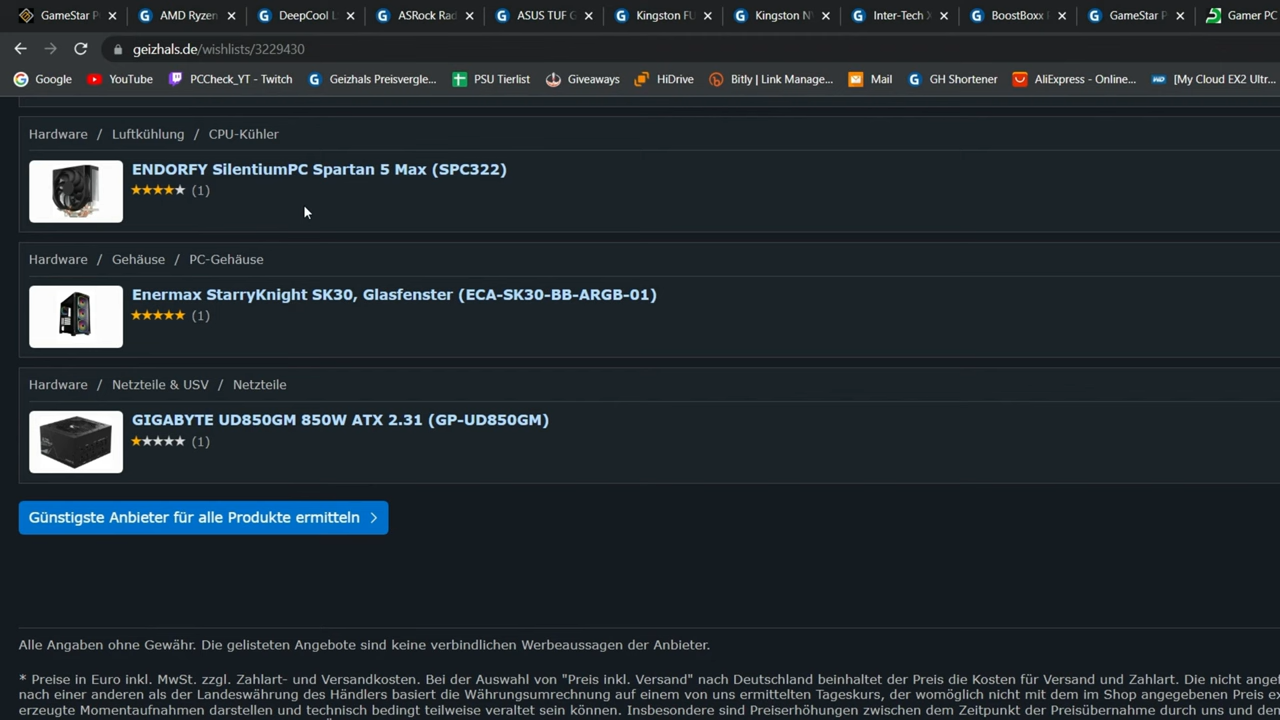 GameStar P
AMD Ryzen
DeepCool L
ASRock Rad
ASUS TUF G
Kingston FU
Kingston NV
Inter-Tech X
BoostBoxx
GameStar P
Gamer PC
geizhals.de/wishlists/3229430
Google
YouTube
PCCheck_YT - Twitch
Geizhals Preisvergle...
PSU Tierlist
Giveaways
HiDrive
Bitly | Link Manage...
Mail
GH Shortener
AliExpress - Online...
[My Cloud EX2 Ultr...
Hardware / Luftkühlung / CPU-Kühler
ENDORFY SilentiumPC Spartan 5 Max (SPC322)
(1)
Hardware / Gehäuse / PC-Gehäuse
Enermax StarryKnight SK30, Glasfenster (ECA-SK30-BB-ARGB-01)
(1)
Hardware / Netzteile & USV / Netzteile
GIGABYTE UD850GM 850W ATX 2.31 (GP-UD850GM)
(1)
Günstigste Anbieter für alle Produkte ermitteln
Alle Angaben ohne Gewähr. Die gelisteten Angebote sind keine verbindlichen Werbeaussagen der Anbieter.
* Preise in Euro inkl. MwSt. zzgl. Zahlart- und Versandkosten. Bei der Auswahl von "Preis inkl. Versand" nach Deutschland beinhaltet der Preis die Kosten für Versand und Zahlart. Die nicht angef
nach einer anderen als der Landeswährung des Händlers basiert die Währungsumrechnung auf einem von uns ermittelten Tageskurs, der womöglich nicht mit dem im Shop angegebenen Preis ex
erzeugte Momentaufnahmen darstellen und technisch bedingt teilweise veraltet sein können. Insbesondere sind Preiserhöhungen zwischen dem Zeitpunkt der Preisübernahme durch uns und den